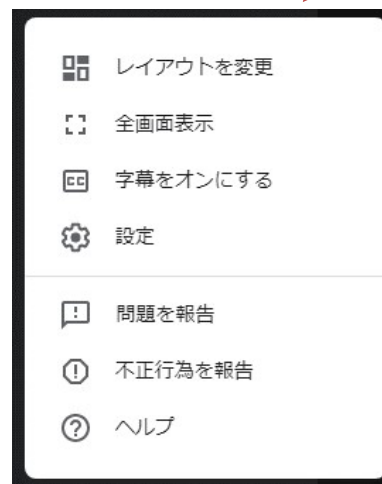 レイアウトを変更
全画面表示
CC 字幕をオンにする
設定
問題を報告
不正行為を報告
ヘルプ